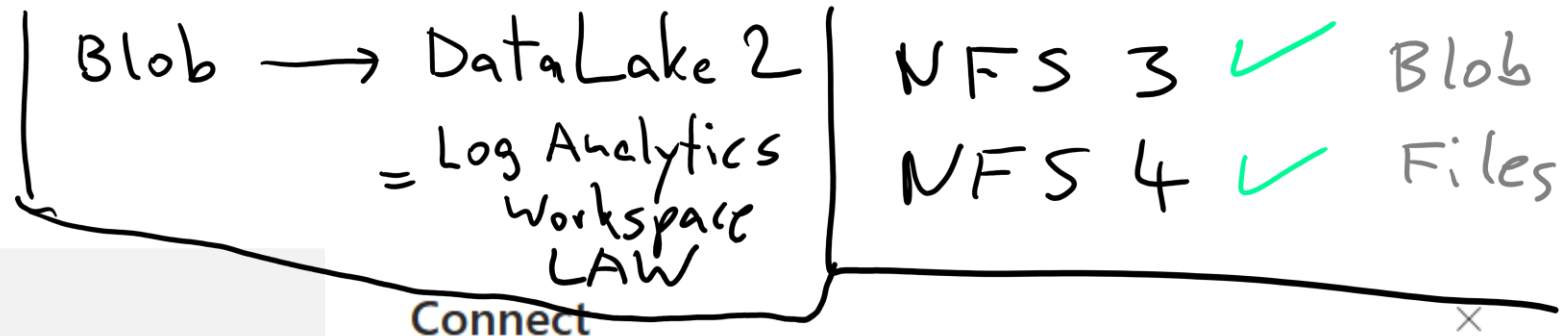 Blob → DataLake 2
= Log Analytics
Workspace
LAW
NFS 3 ✓ Blob
NFS 4 ✓ Files
Connect ×